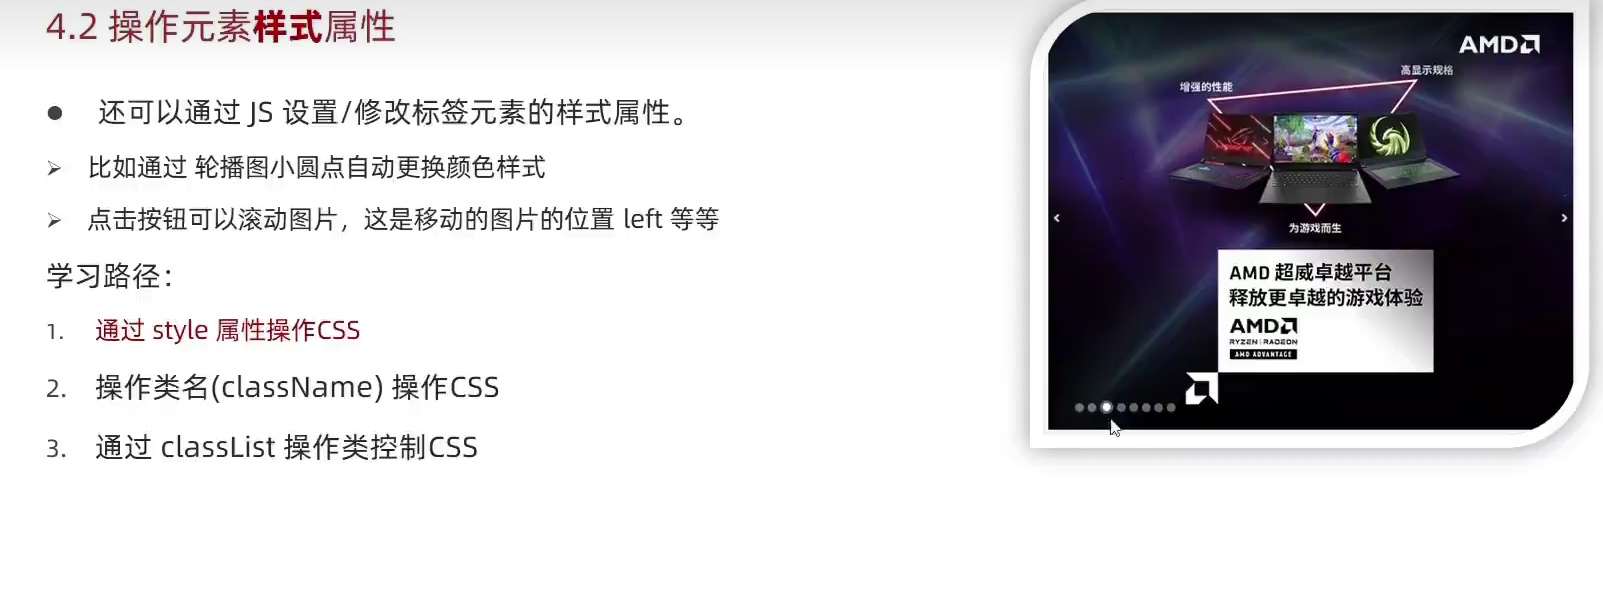 4.2 操作元素样式属性
● 还可以通过 JS 设置/修改标签元素的样式属性。
➢ 比如通过 轮播图小圆点自动更换颜色样式
➢ 点击按钮可以滚动图片，这是移动的图片的位置 left 等等
学习路径：
1. 通过 style 属性操作CSS
2. 操作类名(className) 操作CSS
3. 通过 classList 操作类控制CSS
AMD
高显示规格
增强的性能
为游戏而生
AMD 超威卓越平台
释放更卓越的游戏体验
AMD
RYZEN | RADEON
AMD ADVANTAGE